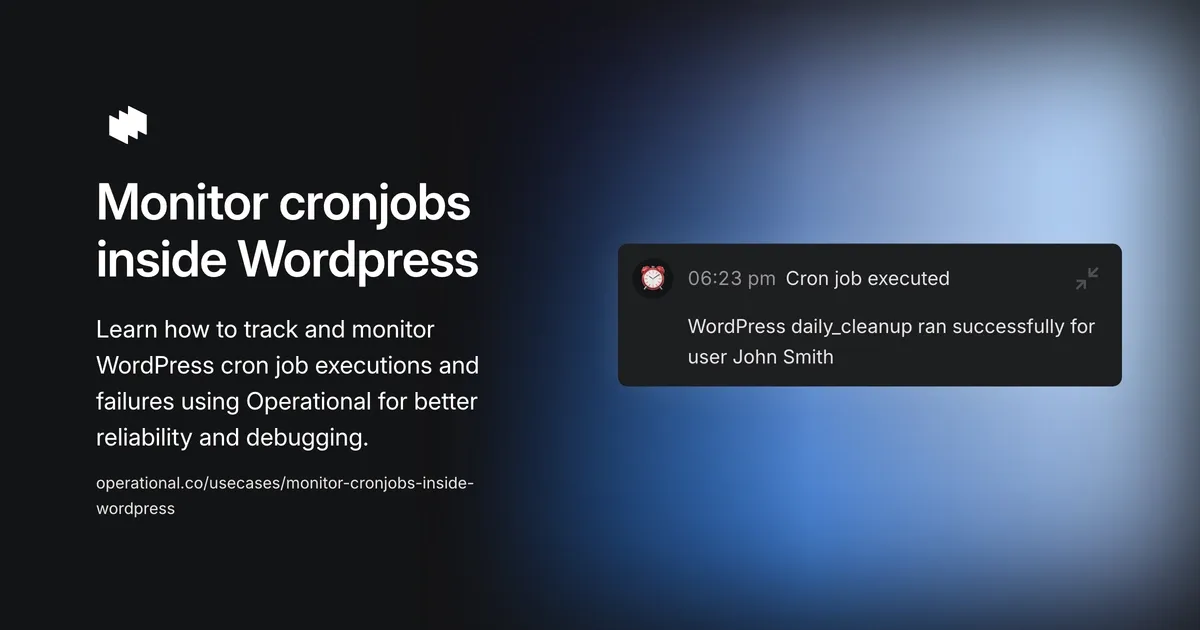 Monitor cronjobs
inside Wordpress
Learn how to track and monitor
WordPress cron job executions and
failures using Operational for better
reliability and debugging.
operational.co/usecases/monitor-cronjobs-inside-
wordpress
06:23 pm Cron job executed
WordPress daily_cleanup ran successfully for
user John Smith